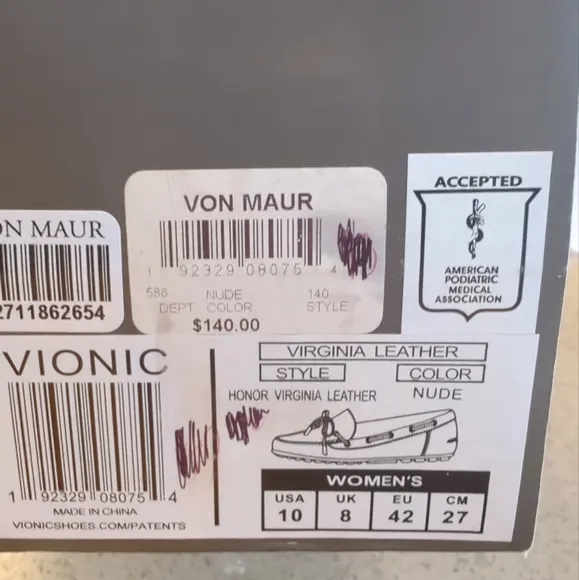 ON MAUR
2711862654
VON MAUR
1 92329 08075 4
586 NUDE 140
DEPT COLOR STYLE
$140.00
ACCEPTED
AMERICAN
PODIATRIC
MEDICAL
ASSOCIATION
VIONIC
1 92329 08075 4
MADE IN CHINA
VIONICSHOES.COM/PATENTS
VIRGINIA LEATHER
STYLE COLOR
HONOR VIRGINIA LEATHER NUDE
WOMEN'S
USA UK EU CM
10 8 42 27